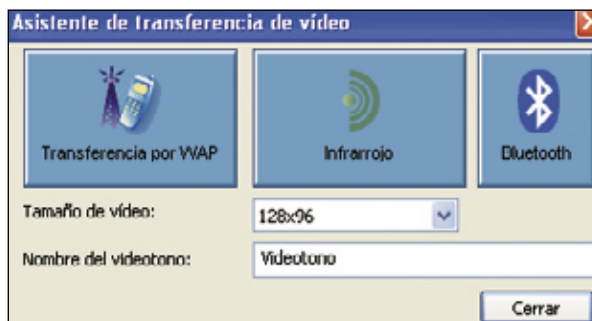 Asistente de transferencia de vídeo
Transferencia por WAP
Infrarrojo
Bluetooth
Tamaño de vídeo:
128x96
Nombre del videotono:
Videotono
Cerrar